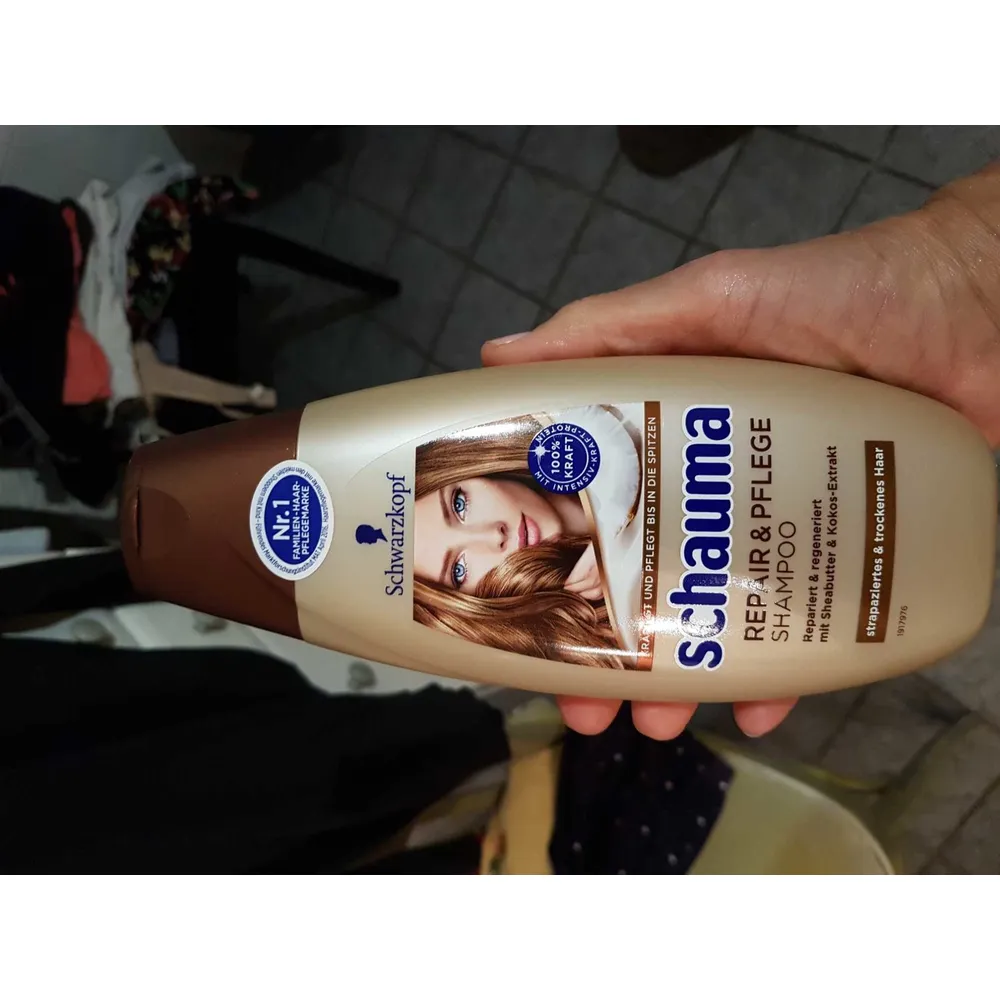 Nr.1
FAMILIEN-HAAR-
PFLEGEMARKE
Schwarzkopf
100%
KRAFT
MIT INTENSIV-KRAFT-PROTEIN
UND PFLEGT BIS IN DIE SPITZEN
schauma
REPAIR & PFLEGE
SHAMPOO
Repariert & regeneriert
mit Sheabutter & Kokos-Extrakt
strapaziertes & trockenes Haar
1917976